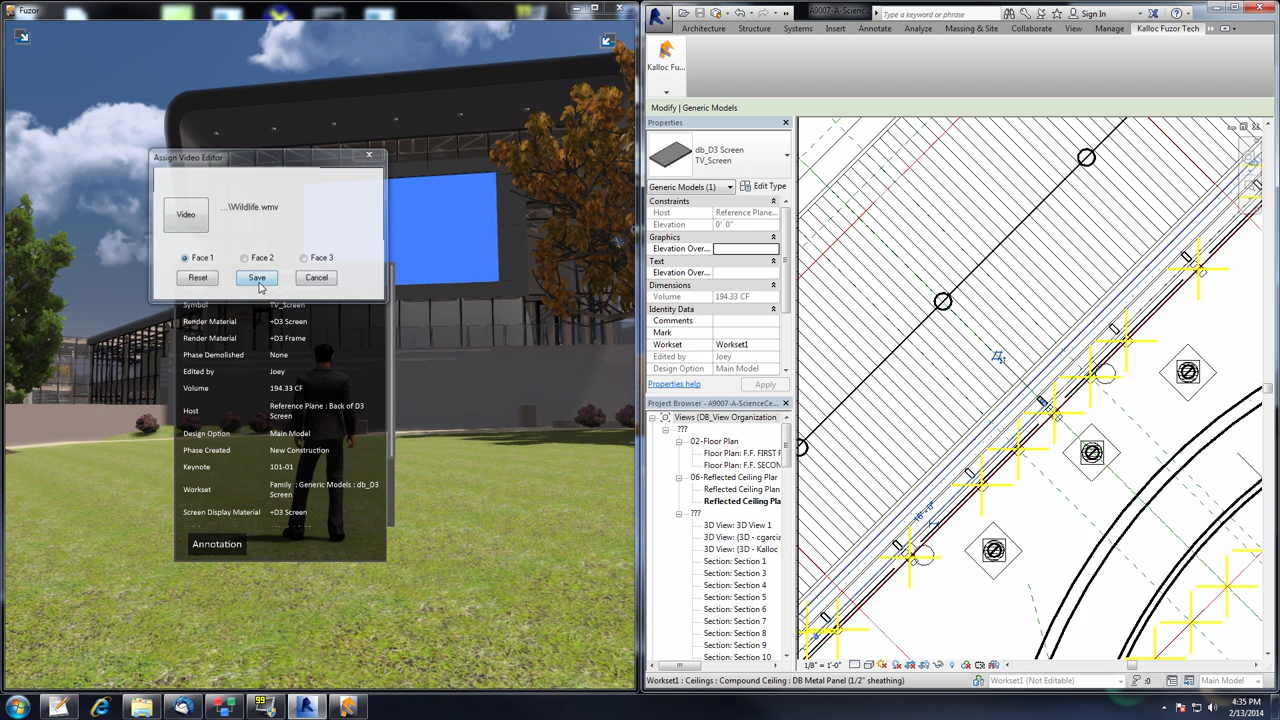 Fuzor
Assign Video Editor
Video
...\Wildlife.wmv
Face 1
Face 2
Face 3
Reset
Save
Cancel
Symbol TV_Screen
Render Material +D3 Screen
Render Material +D3 Frame
Phase Demolished None
Edited by Joey
Volume 194.33 CF
Host Reference Plane : Back of D3
Screen
Design Option Main Model
Phase Created New Construction
Keynote 101-01
Workset Family : Generic Models : db_D3
Screen
Screen Display Material +D3 Screen
Annotation
A9007-A-Scienc...
Type a keyword or phrase
Sign In
Architecture Structure Systems Insert Annotate Analyze Massing & Site Collaborate View Manage Kalloc Fuzor Tech
Kalloc Fu...
Modify | Generic Models
Properties
db_D3 Screen
TV_Screen
Generic Models (1) Edit Type
Constraints
Host Reference Plane...
Elevation 0' 0"
Graphics
Elevation Over...
Text
Elevation Over...
Dimensions
Volume 194.33 CF
Identity Data
Comments
Mark
Workset Workset1
Edited by Joey
Design Option Main Model
Properties help Apply
Project Browser - A9007-A-ScienceCe...
Views (DB_View Organization
???
02-Floor Plan
Floor Plan: F.F. FIRST F
Floor Plan: F.F. SECON
06-Reflected Ceiling Plar
Reflected Ceiling Plan
Reflected Ceiling Pla
???
3D View: 3D View 1
3D View: (3D - cgarcia
3D View: (3D - Kalloc
Section: Section 1
Section: Section 3
Section: Section 4
Section: Section 5
Section: Section 6
Section: Section 7
Section: Section 8
Section: Section 9
Section: Section 10
1/8" = 1'-0"
Workset1 : Ceilings : Compound Ceiling : DB Metal Panel (1/2" sheathing)
Workset1 (Not Editable)
:0
Main Model
99
4:35 PM
2/13/2014